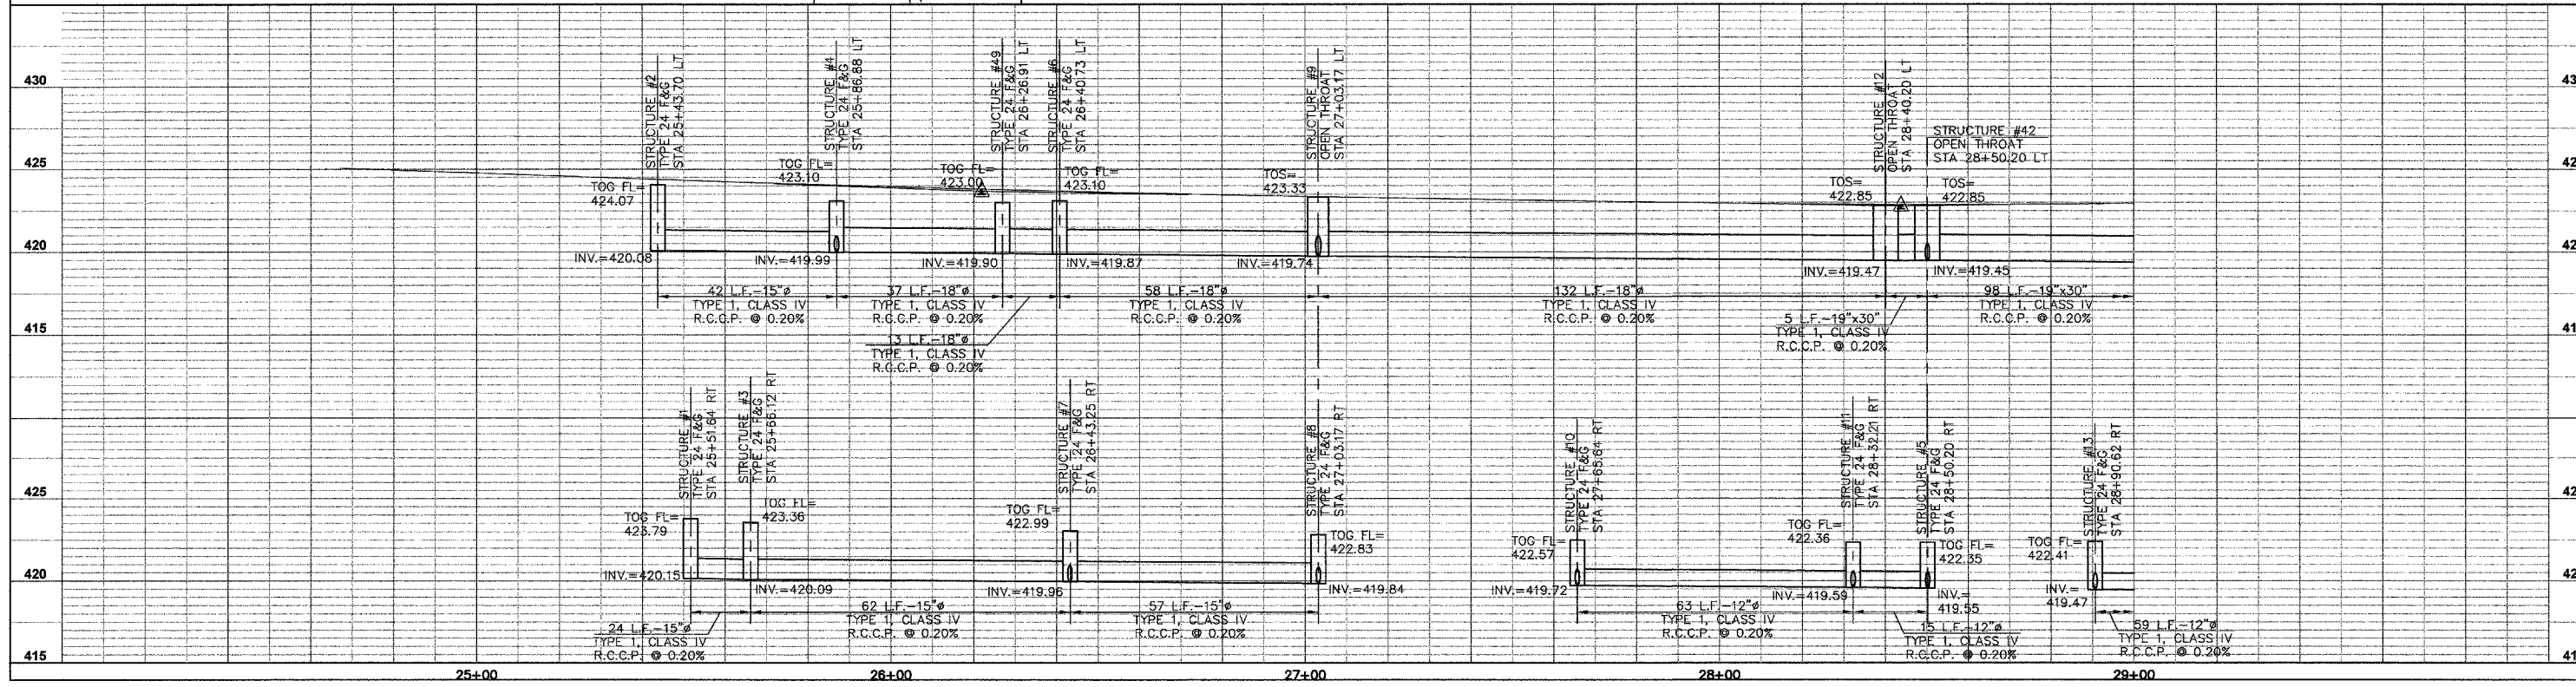 430
425
420
415
STRUCTURE #2
TYPE 24 F&G
STA 25+43.70 LT
TOG FL=
424.07
INV.=420.08
STRUCTURE #4
TYPE 24 F&G
STA 25+86.88 LT
TOG FL=
423.10
INV.=419.99
STRUCTURE #49
TYPE 24 F&G
STA 26+26.91 LT
TOG FL=
423.00
INV.=419.90
STRUCTURE #6
TYPE 24 F&G
STA 26+40.73 LT
TOG FL=
423.10
INV.=419.87
STRUCTURE #9
OPEN THROAT
STA 27+03.17 LT
TOS=
423.33
INV.=419.74
STRUCTURE #12
OPEN THROAT
STA 28+40.20 LT
TOS=
422.85
INV.=419.47
STRUCTURE #42
OPEN THROAT
STA 28+50.20 LT
TOS=
422.85
INV.=419.45
42 L.F.-15"ø
TYPE 1, CLASS IV
R.C.C.P. @ 0.20%
37 L.F.-18"ø
TYPE 1, CLASS IV
R.C.C.P. @ 0.20%
13 L.F.-18"ø
TYPE 1, CLASS IV
R.C.C.P. @ 0.20%
58 L.F.-18"ø
TYPE 1, CLASS IV
R.C.C.P. @ 0.20%
132 L.F.-18"ø
TYPE 1, CLASS IV
R.C.C.P. @ 0.20%
5 L.F.-19"x30"
TYPE 1, CLASS IV
R.C.C.P. @ 0.20%
98 L.F.-19"x30"
TYPE 1, CLASS IV
R.C.C.P. @ 0.20%
43
42
42
41
425
420
415
STRUCTURE #1
TYPE 24 F&G
STA 25+51.64 RT
TOG FL=
423.79
INV.=420.15
STRUCTURE #3
TYPE 24 F&G
STA 25+66.12 RT
TOG FL=
423.36
INV.=420.09
STRUCTURE #7
TYPE 24 F&G
STA 26+43.25 RT
TOG FL=
422.99
INV.=419.96
STRUCTURE #8
TYPE 24 F&G
STA 27+03.17 RT
TOG FL=
422.83
INV.=419.84
STRUCTURE #10
TYPE 24 F&G
STA 27+65.64 RT
TOG FL=
422.57
INV.=419.72
STRUCTURE #11
TYPE 24 F&G
STA 28+32.21 RT
TOG FL=
422.36
INV.=419.59
STRUCTURE #5
TYPE 24 F&G
STA 28+50.20 RT
TOG FL=
422.35
INV.=
419.55
STRUCTURE #13
TYPE 24 F&G
STA 28+90.62 RT
TOG FL=
422.41
INV.=
419.47
24 L.F.-15"ø
TYPE 1, CLASS IV
R.C.C.P. @ 0.20%
62 L.F.-15"ø
TYPE 1, CLASS IV
R.C.C.P. @ 0.20%
57 L.F.-15"ø
TYPE 1, CLASS IV
R.C.C.P. @ 0.20%
63 L.F.-12"ø
TYPE 1, CLASS IV
R.C.C.P. @ 0.20%
15 L.F.-12"ø
TYPE 1, CLASS IV
R.C.C.P. @ 0.20%
59 L.F.-12"ø
TYPE 1, CLASS IV
R.C.C.P. @ 0.20%
42
42
41
25+00
26+00
27+00
28+00
29+00